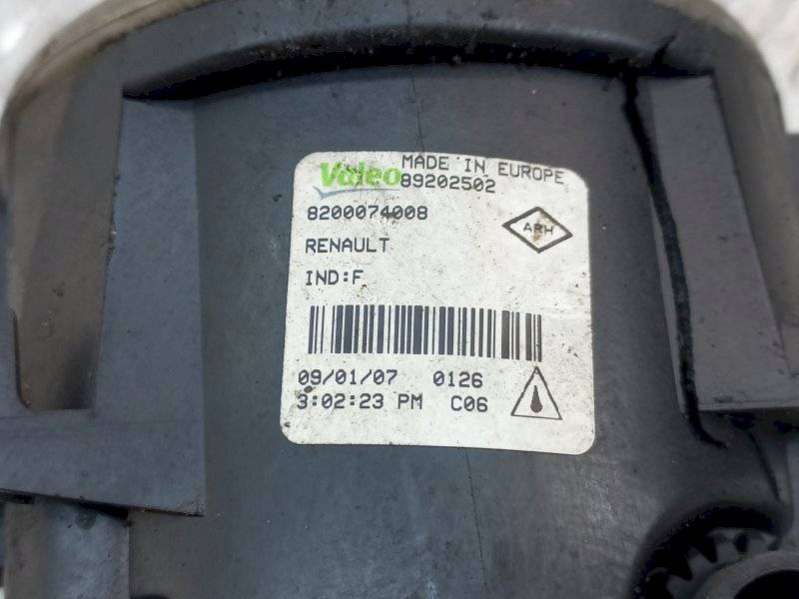 Valeo MADE IN EUROPE
89202502
8200074008
ARH
RENAULT
IND:F
09/01/07 0126
3:02:23 PM C06